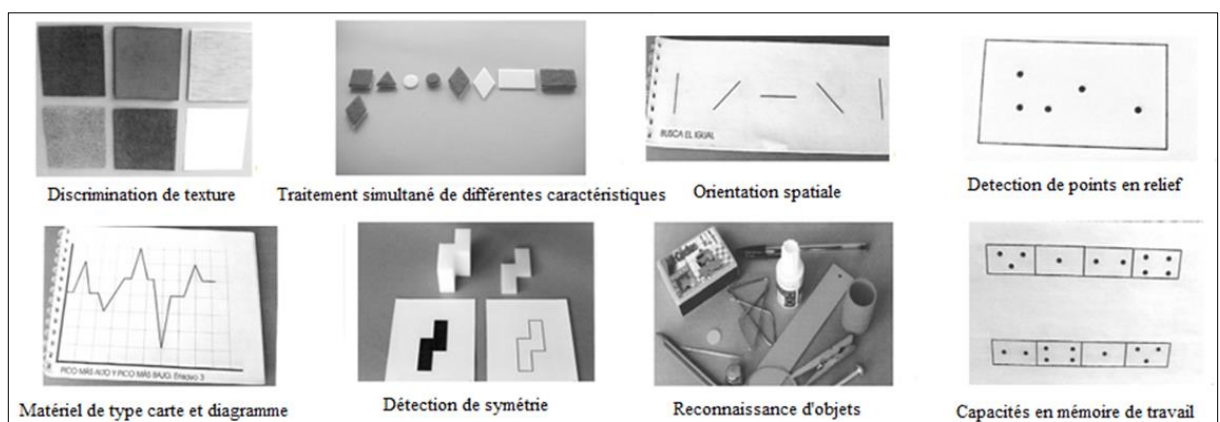 BUSCA EL IGUAL
Discrimination de texture
Traitement simultané de différentes caractéristiques
Orientation spatiale
Detection de points en relief
PICO MÁS ALTO Y PICO MÁS BAJO. Ensayo 3
Matériel de type carte et diagramme
Détection de symétrie
Reconnaissance d'objets
Capacités en mémoire de travail